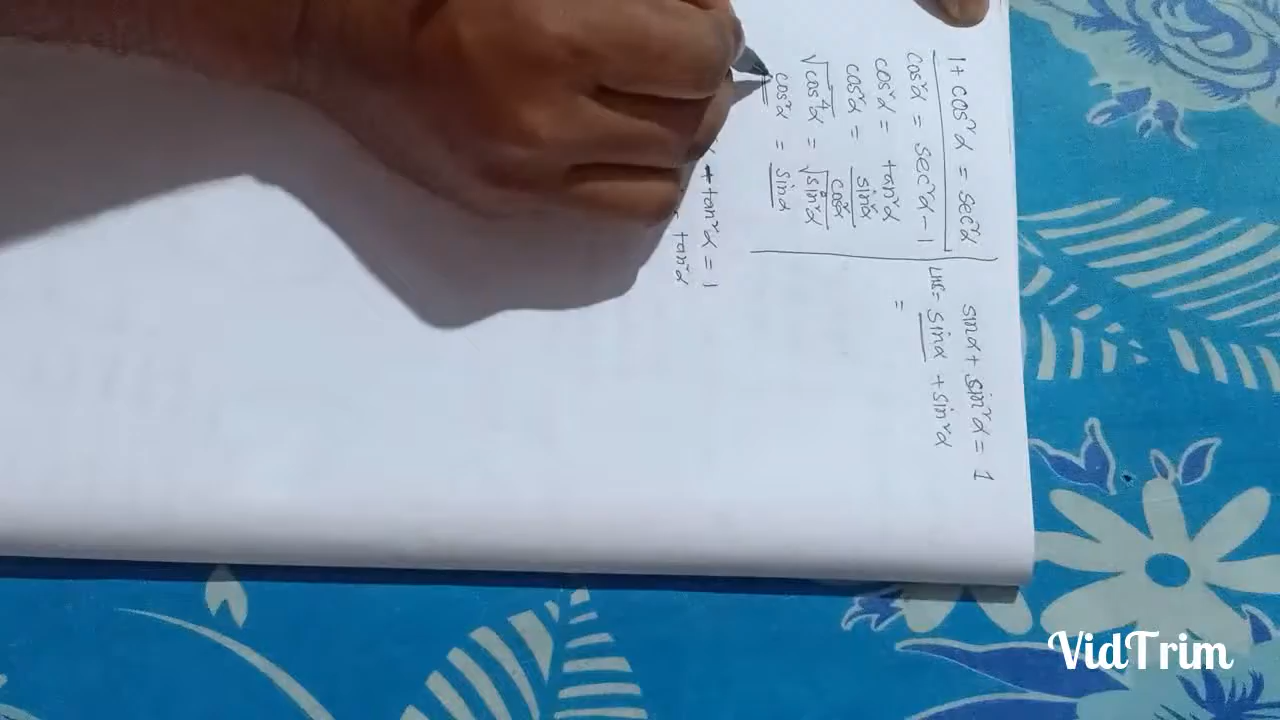 1 + cos²α = sec²α
cos²α = sec²α - 1
cos²α = tan²α
cos²α = sin²α / cos²α
√cos⁴α = √sin²α
cos²α = sinα
+ tan²α = 1
tan²α
sinα + sin²α = 1
LHS = sinα + sin²α
=
VidTrim